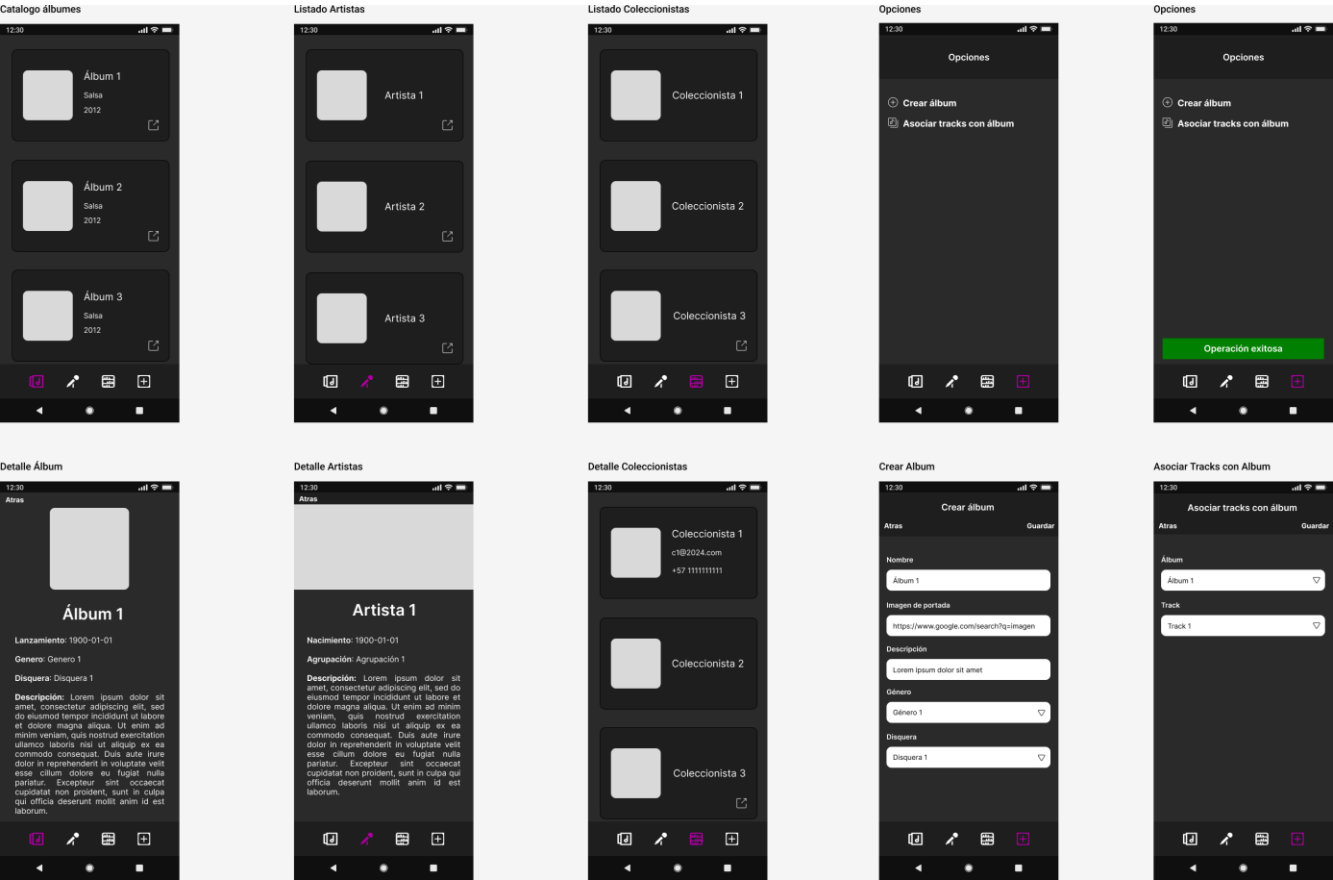 Catalogo álbumes
12:30
Álbum 1
Salsa
2012
Álbum 2
Salsa
2012
Álbum 3
Salsa
2012
Listado Artistas
12:30
Artista 1
Artista 2
Artista 3
Listado Coleccionistas
12:30
Coleccionista 1
Coleccionista 2
Coleccionista 3
Opciones
12:30
Opciones
Crear álbum
Asociar tracks con álbum
Opciones
12:30
Opciones
Crear álbum
Asociar tracks con álbum
Operación exitosa
Detalle Álbum
12:30
Atras
Álbum 1
Lanzamiento: 1900-01-01
Genero: Genero 1
Disquera: Disquera 1
Descripción: Lorem ipsum dolor sit
amet, consectetur adipiscing elit, sed
do eiusmod tempor incididunt ut labore
et dolore magna aliqua. Ut enim ad
minim veniam, quis nostrud exercitation
ullamco laboris nisi ut aliquip ex ea
commodo consequat. Duis aute irure
dolor in reprehenderit in voluptate velit
esse cillum dolore eu fugiat nulla
pariatur. Excepteur sint occaecat
cupidatat non proident, sunt in culpa
qui officia deserunt mollit anim id est
laborum.
Detalle Artistas
12:30
Atras
Artista 1
Nacimiento: 1900-01-01
Agrupación: Agrupación 1
Descripción: Lorem ipsum dolor sit
amet, consectetur adipiscing elit, sed do
eiusmod tempor incididunt ut labore et
dolore magna aliqua. Ut enim ad minim
veniam, quis nostrud exercitation
ullamco laboris nisi ut aliquip ex ea
commodo consequat. Duis aute irure
dolor in reprehenderit in voluptate velit
esse cillum dolore eu fugiat nulla
pariatur. Excepteur sint occaecat
cupidatat non proident, sunt in culpa qui
officia deserunt mollit anim id est
laborum.
Detalle Coleccionistas
12:30
Coleccionista 1
c1@2024.com
+57 1111111111
Coleccionista 2
Coleccionista 3
Crear Album
12:30
Crear álbum
Atras Guardar
Nombre
Álbum 1
Imagen de portada
https://www.google.com/search?q=imagen
Descripción
Lorem ipsum dolor sit amet
Género
Género 1
Disquera
Disquera 1
Asociar Tracks con Album
12:30
Asociar tracks con álbum
Atras Guardar
Álbum
Álbum 1
Track
Track 1